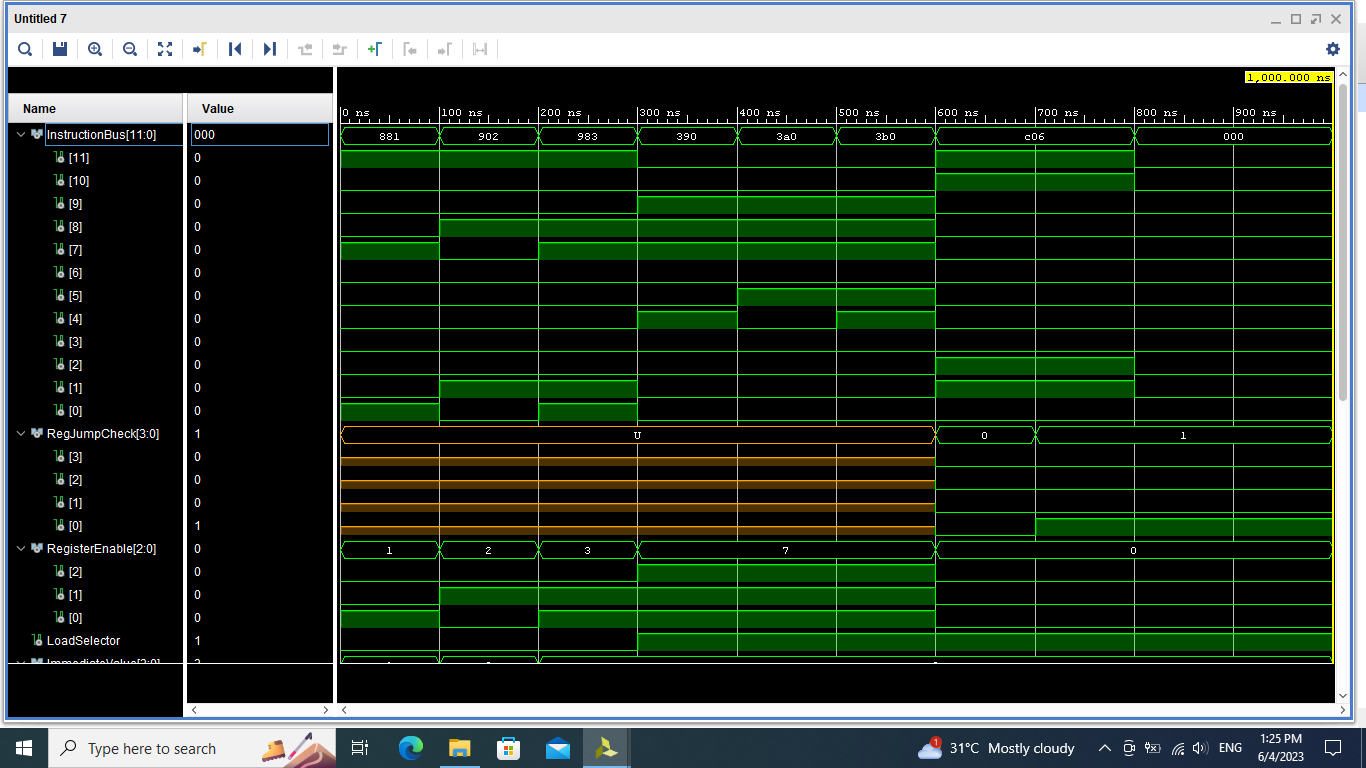 Untitled 7
1,000.000 ns
Name Value
0 ns 100 ns 200 ns 300 ns 400 ns 500 ns 600 ns 700 ns 800 ns 900 ns
InstructionBus[11:0] 000 881 902 983 390 3a0 3b0 c06 000
[11] 0
[10] 0
[9] 0
[8] 0
[7] 0
[6] 0
[5] 0
[4] 0
[3] 0
[2] 0
[1] 0
[0] 0
RegJumpCheck[3:0] 1 U 0 1
[3] 0
[2] 0
[1] 0
[0] 1
RegisterEnable[2:0] 0 1 2 3 7 0
[2] 0
[1] 0
[0] 0
LoadSelector 1
Type here to search
1
31°C Mostly cloudy
ENG
1:25 PM
6/4/2023